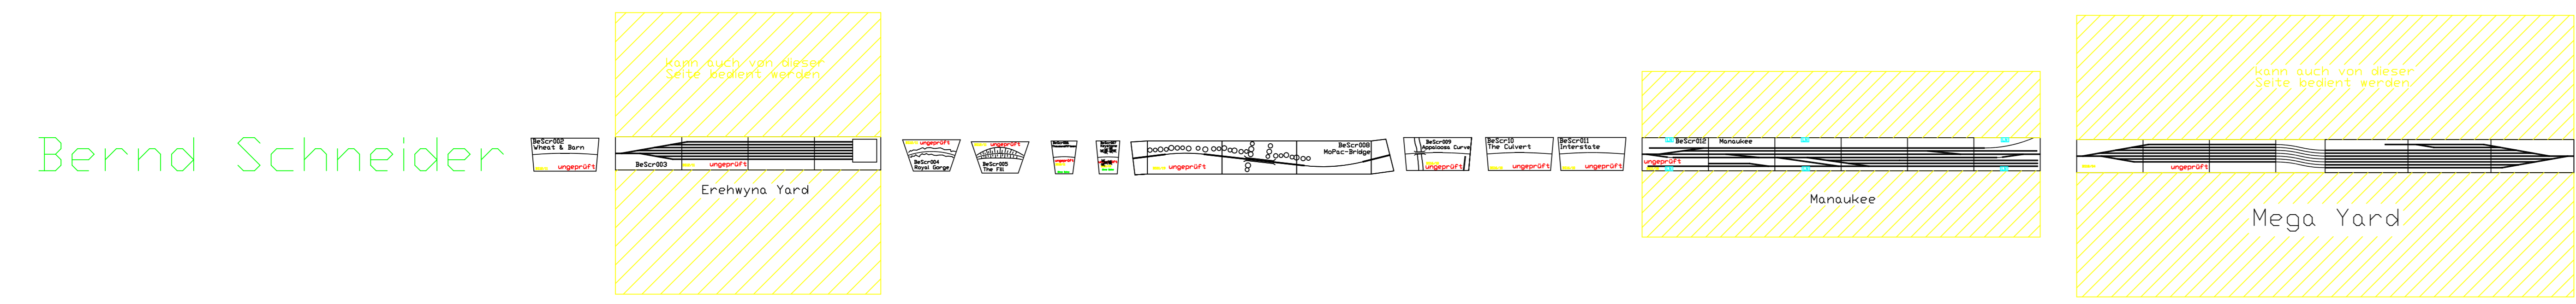 Bernd Schneider
BeScr002
Wheat & Barn
ungeprüft
kann auch von dieser
Seite bedient werden
BeScr003
ungeprüft
Erehwyna Yard
ungeprüft
BeScr004
Royal Gorge
ungeprüft
BeScr005
The Fill
BeScr008
MoPac-Bridge
ungeprüft
BeScr009
Appaloosa Curve
ungeprüft
BeScr10
The Culvert
ungeprüft
BeScr011
Interstate
ungeprüft
BeScr012
Manaukee
ungeprüft
Manaukee
kann auch von dieser
Seite bedient werden
ungeprüft
Mega Yard